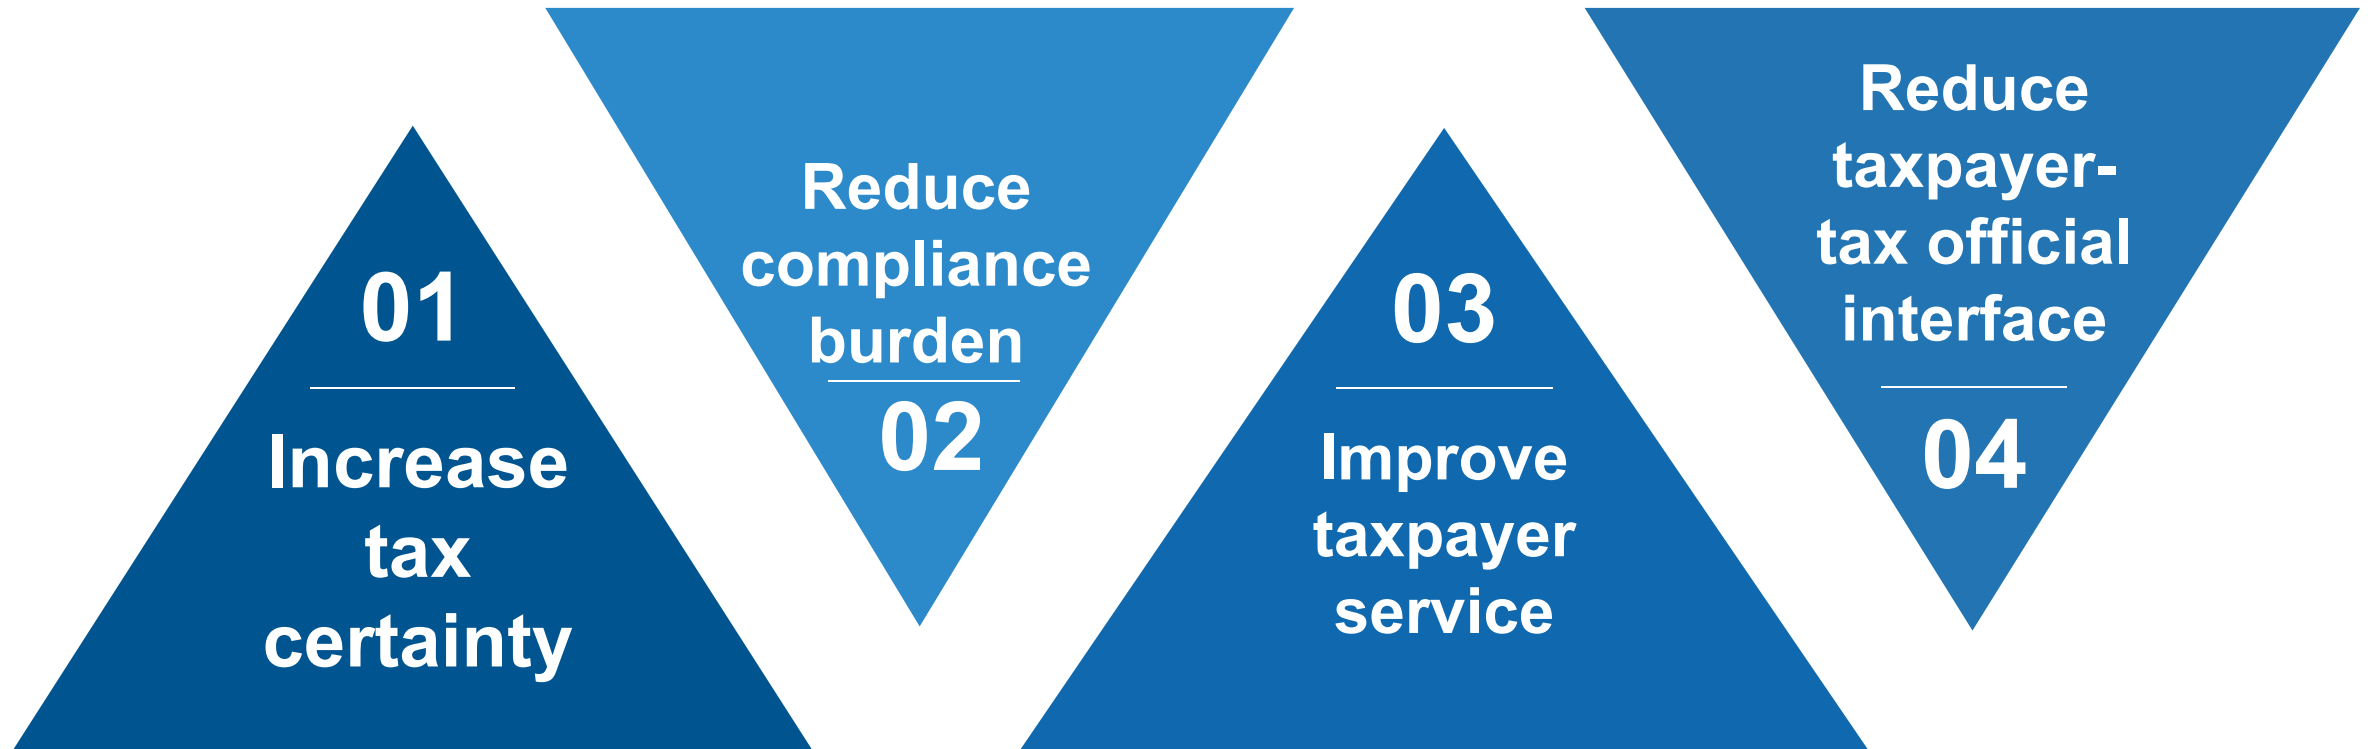 01
Increase
tax
certainty
Reduce
compliance
burden
02
03
Improve
taxpayer
service
Reduce
taxpayer-
tax official
interface
04